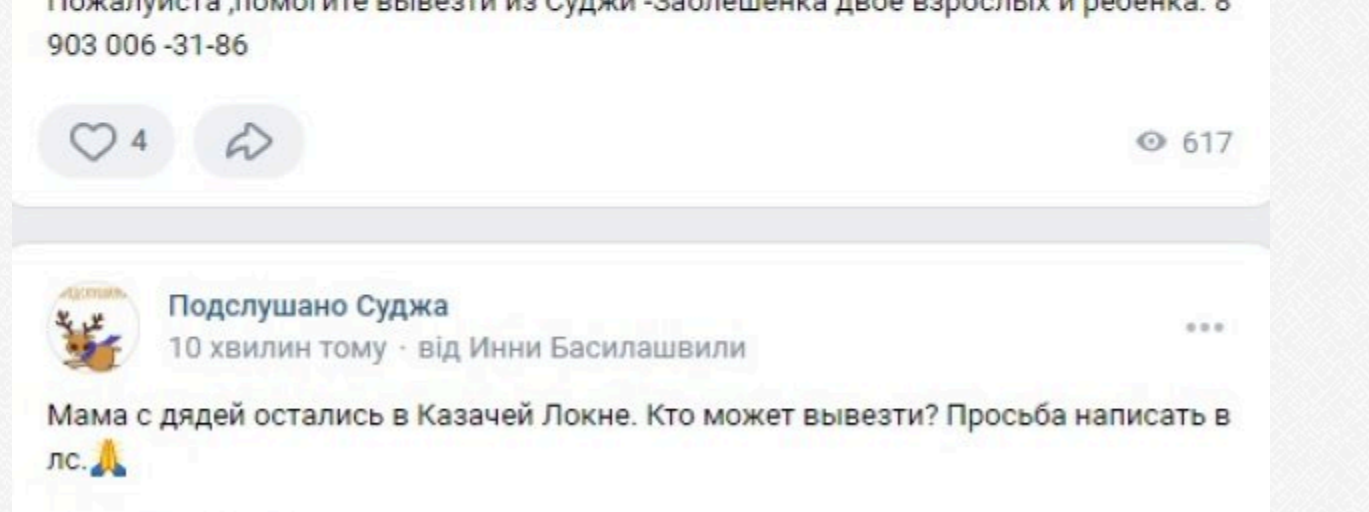 Пожалуйста ,помогите вывезти из Суджи -Заолешенка двое взрослых и ребенка. 8
903 006 -31-86
4
617
Подслушано Суджа
10 хвилин тому · від Инни Басилашвили
Мама с дядей остались в Казачей Локне. Кто может вывезти? Просьба написать в
лс.🙏